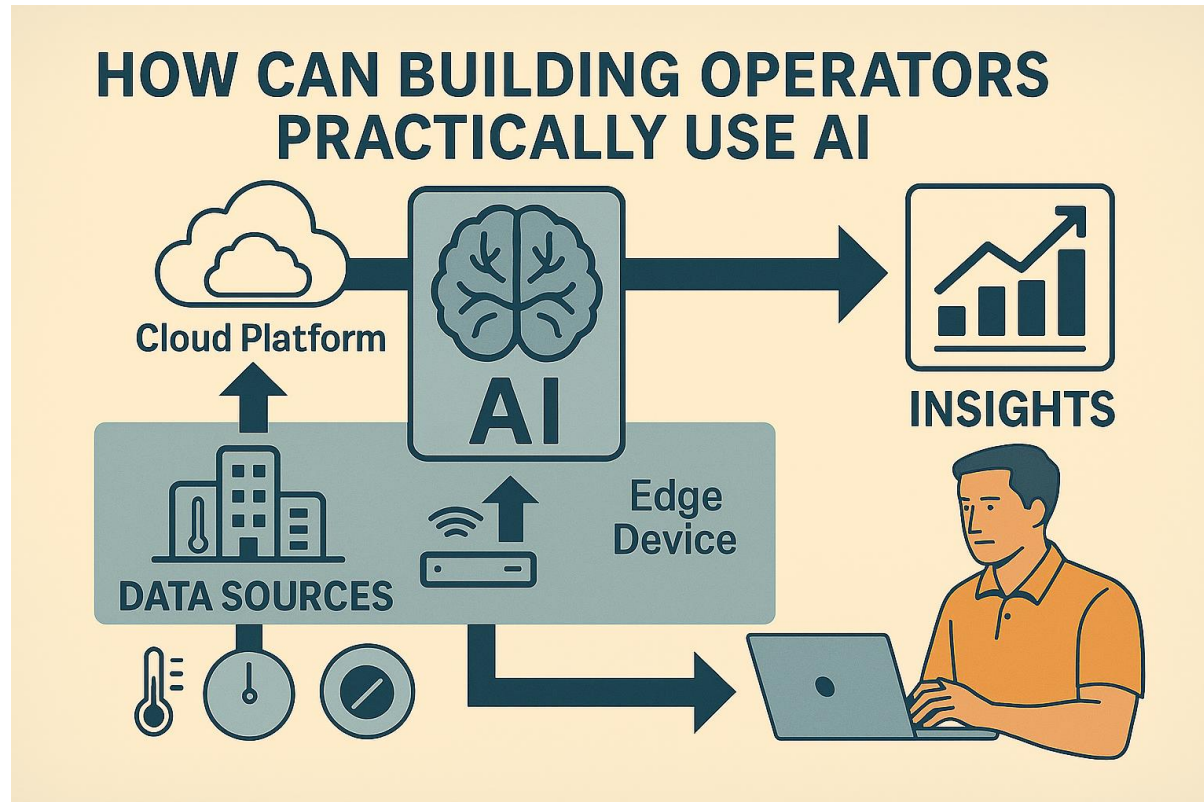 HOW CAN BUILDING OPERATORS
PRACTICALLY USE AI
Cloud Platform
AI
INSIGHTS
Edge
Device
DATA SOURCES